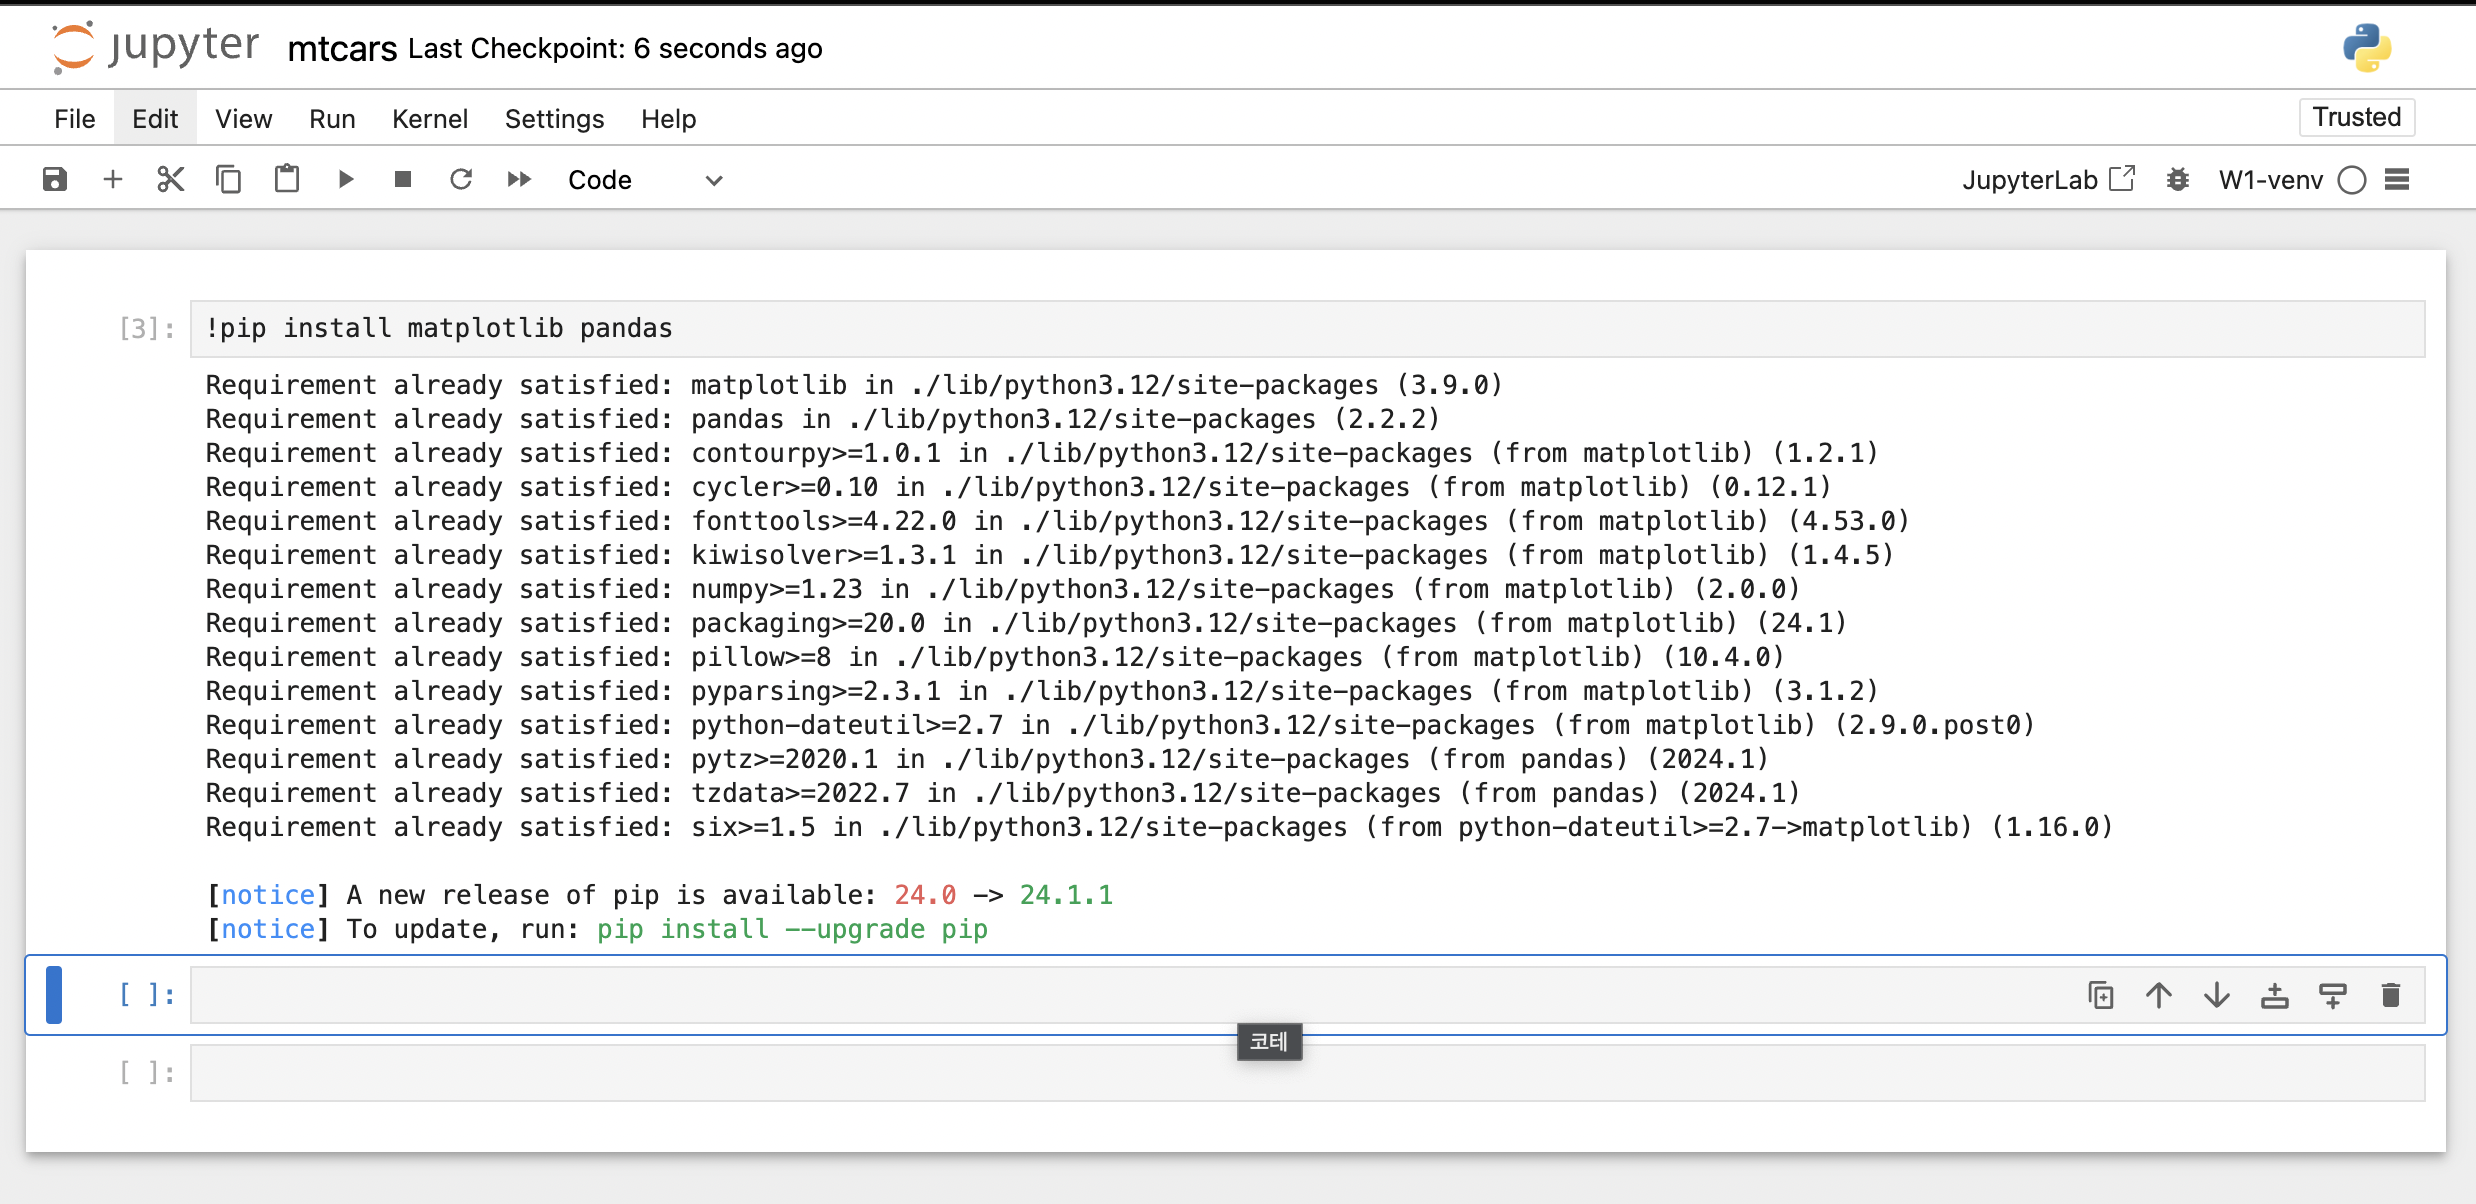 jupyter mtcars Last Checkpoint: 6 seconds ago
File Edit View Run Kernel Settings Help Trusted
Code JupyterLab W1-venv
[3]: !pip install matplotlib pandas
Requirement already satisfied: matplotlib in ./lib/python3.12/site-packages (3.9.0)
Requirement already satisfied: pandas in ./lib/python3.12/site-packages (2.2.2)
Requirement already satisfied: contourpy>=1.0.1 in ./lib/python3.12/site-packages (from matplotlib) (1.2.1)
Requirement already satisfied: cycler>=0.10 in ./lib/python3.12/site-packages (from matplotlib) (0.12.1)
Requirement already satisfied: fonttools>=4.22.0 in ./lib/python3.12/site-packages (from matplotlib) (4.53.0)
Requirement already satisfied: kiwisolver>=1.3.1 in ./lib/python3.12/site-packages (from matplotlib) (1.4.5)
Requirement already satisfied: numpy>=1.23 in ./lib/python3.12/site-packages (from matplotlib) (2.0.0)
Requirement already satisfied: packaging>=20.0 in ./lib/python3.12/site-packages (from matplotlib) (24.1)
Requirement already satisfied: pillow>=8 in ./lib/python3.12/site-packages (from matplotlib) (10.4.0)
Requirement already satisfied: pyparsing>=2.3.1 in ./lib/python3.12/site-packages (from matplotlib) (3.1.2)
Requirement already satisfied: python-dateutil>=2.7 in ./lib/python3.12/site-packages (from matplotlib) (2.9.0.post0)
Requirement already satisfied: pytz>=2020.1 in ./lib/python3.12/site-packages (from pandas) (2024.1)
Requirement already satisfied: tzdata>=2022.7 in ./lib/python3.12/site-packages (from pandas) (2024.1)
Requirement already satisfied: six>=1.5 in ./lib/python3.12/site-packages (from python-dateutil>=2.7->matplotlib) (1.16.0)
[notice] A new release of pip is available: 24.0 -> 24.1.1
[notice] To update, run: pip install --upgrade pip
[ ]:
코테
[ ]: